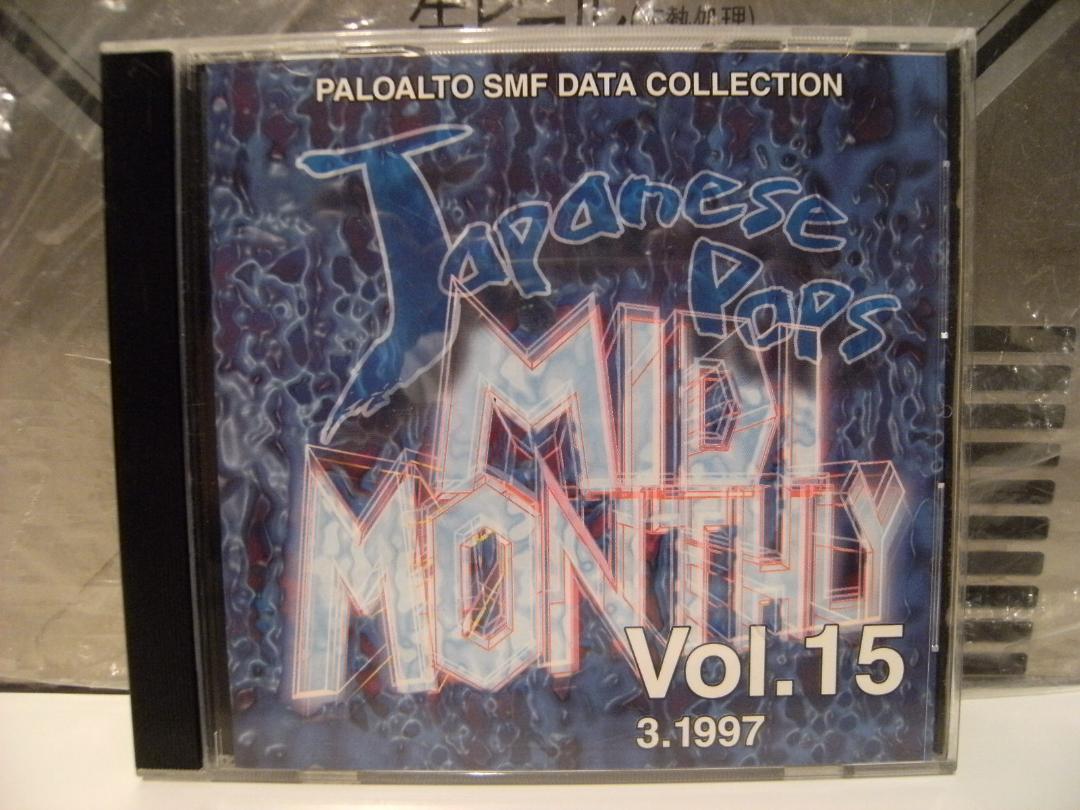 PALOALTO SMF DATA COLLECTION
Japanese
Pops
MIDI
MONTHLY
Vol.15
3.1997